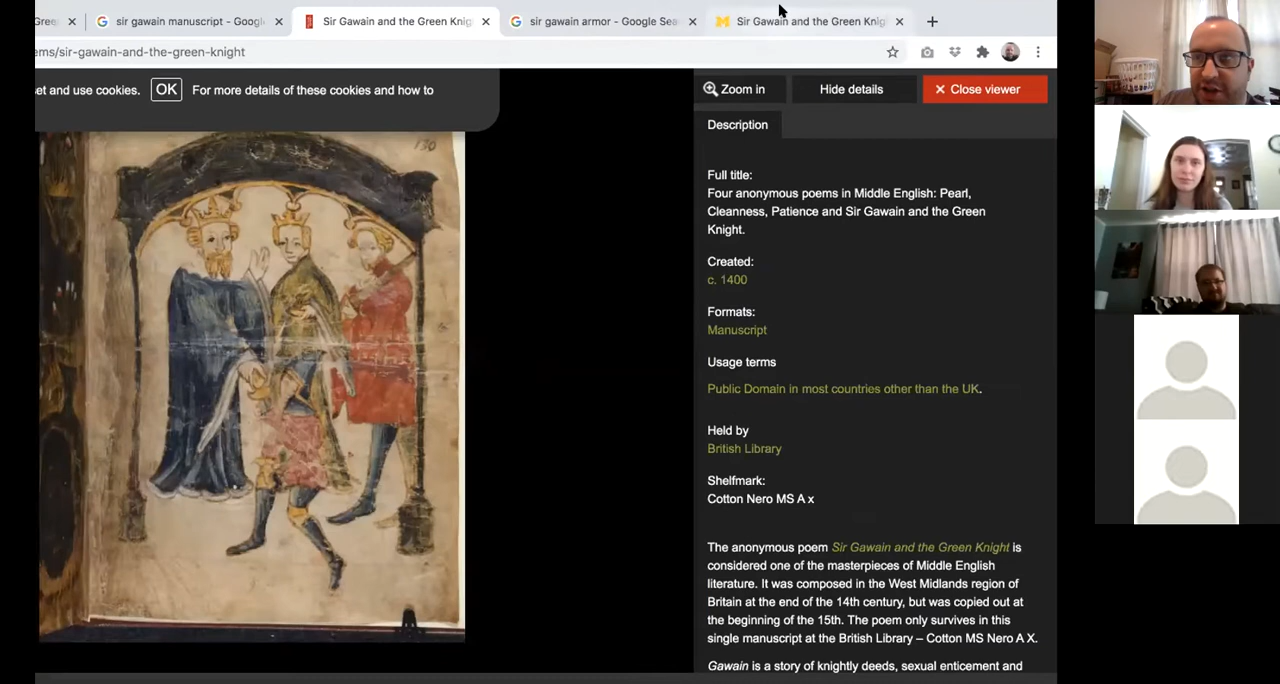 Gree
sir gawain manuscript - Googl
Sir Gawain and the Green Knig
sir gawain armor - Google Sea
Sir Gawain and the Green Knig
ems/sir-gawain-and-the-green-knight
et and use cookies. OK For more details of these cookies and how to
Zoom in
Hide details
Close viewer
Description
130
Full title:
Four anonymous poems in Middle English: Pearl,
Cleanness, Patience and Sir Gawain and the Green
Knight.
Created:
c. 1400
Formats:
Manuscript
Usage terms
Public Domain in most countries other than the UK.
Held by
British Library
Shelfmark:
Cotton Nero MS A x
The anonymous poem Sir Gawain and the Green Knight is
considered one of the masterpieces of Middle English
literature. It was composed in the West Midlands region of
Britain at the end of the 14th century, but was copied out at
the beginning of the 15th. The poem only survives in this
single manuscript at the British Library – Cotton MS Nero A X.
Gawain is a story of knightly deeds, sexual enticement and